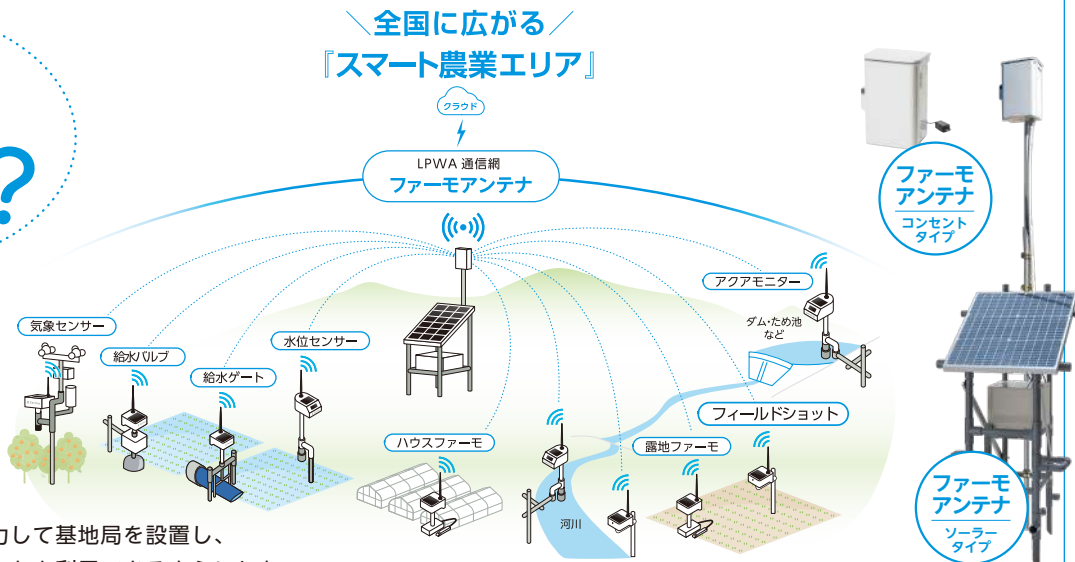 ＼全国に広がる／
『スマート農業エリア』
クラウド
LPWA 通信網
ファーモアンテナ
?
ファーモ
アンテナ
コンセント
タイプ
アクアモニター
ダム・ため池
など
気象センサー
給水バルブ
水位センサー
給水ゲート
フィールドショット
ハウスファーモ
露地ファーモ
河川
ファーモ
アンテナ
ソーラー
タイプ
力して基地局を設置し、